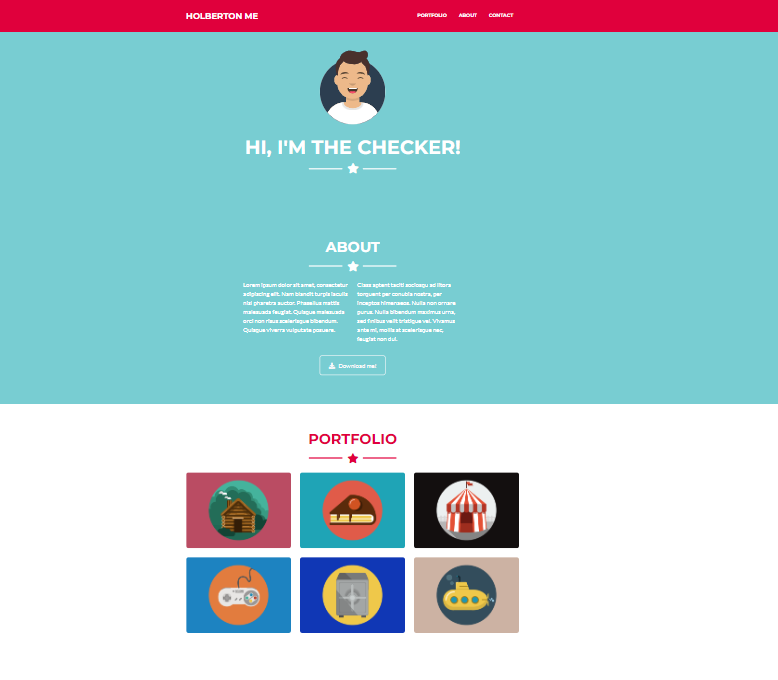 HOLBERTON ME
PORTFOLIO ABOUT CONTACT
HI, I'M THE CHECKER!
ABOUT
Lorem ipsum dolor sit amet, consectetur
adipiscing elit. Nam blandit turpis iaculis
nisi pharetra auctor. Phasellus mattis
malesuada feugiat. Quisque malesuada
orci non risus scelerisque bibendum.
Quisque viverra vulputate posuere.
Class aptent taciti sociosqu ad litora
torquent per conubia nostra, per
inceptos himenaeos. Nulla non ornare
purus. Nulla bibendum maximus urna,
sed finibus velit tristique vel. Vivamus
ante mi, mollis at scelerisque nec,
feugiat non dui.
Download me!
PORTFOLIO